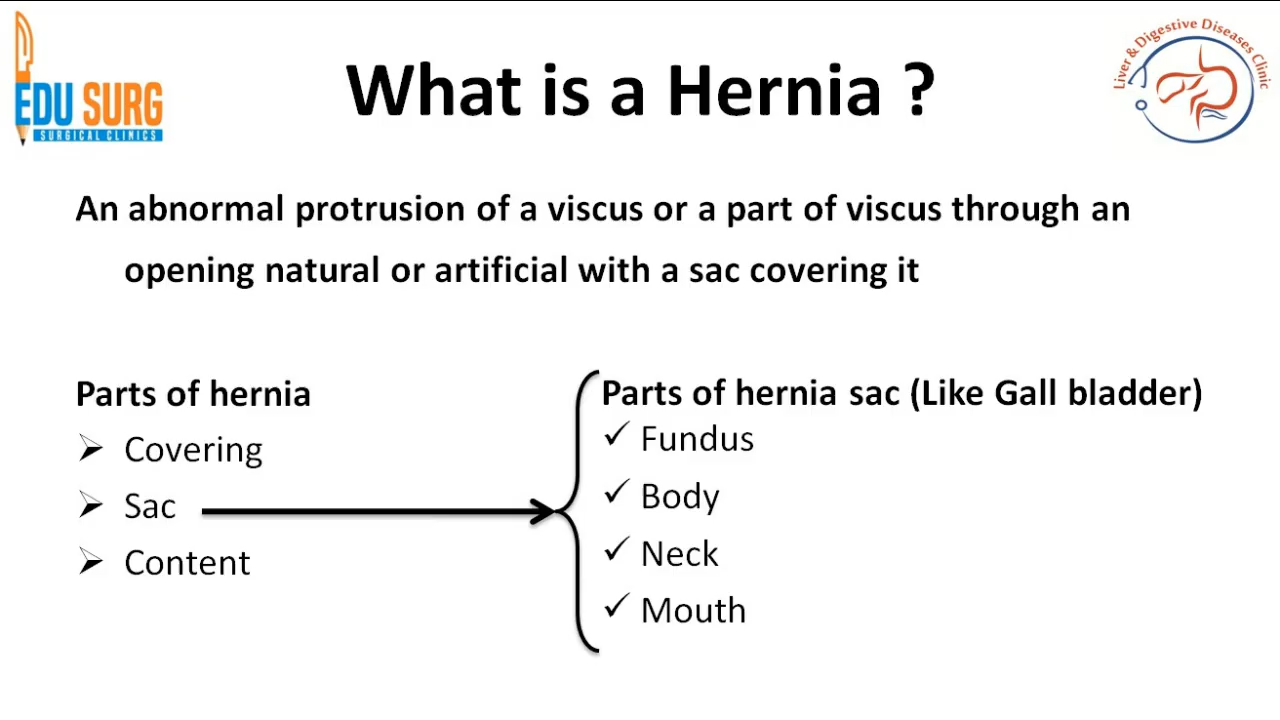 EDU SURG
SURGICAL CLINICS
What is a Hernia ?
Liver & Digestive Diseases Clinic
An abnormal protrusion of a viscus or a part of viscus through an
opening natural or artificial with a sac covering it
Parts of hernia
Covering
Sac
Content
Parts of hernia sac (Like Gall bladder)
Fundus
Body
Neck
Mouth